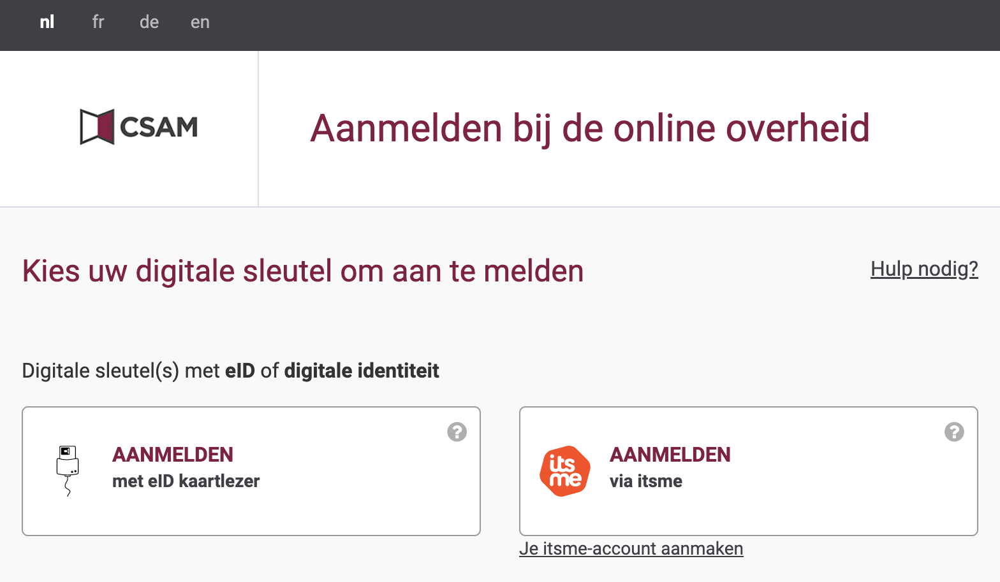 nl fr de en
CSAM
Aanmelden bij de online overheid
Kies uw digitale sleutel om aan te melden
Hulp nodig?
Digitale sleutel(s) met eID of digitale identiteit
?
AANMELDEN
met eID kaartlezer
?
its
me
AANMELDEN
via itsme
Je itsme-account aanmaken